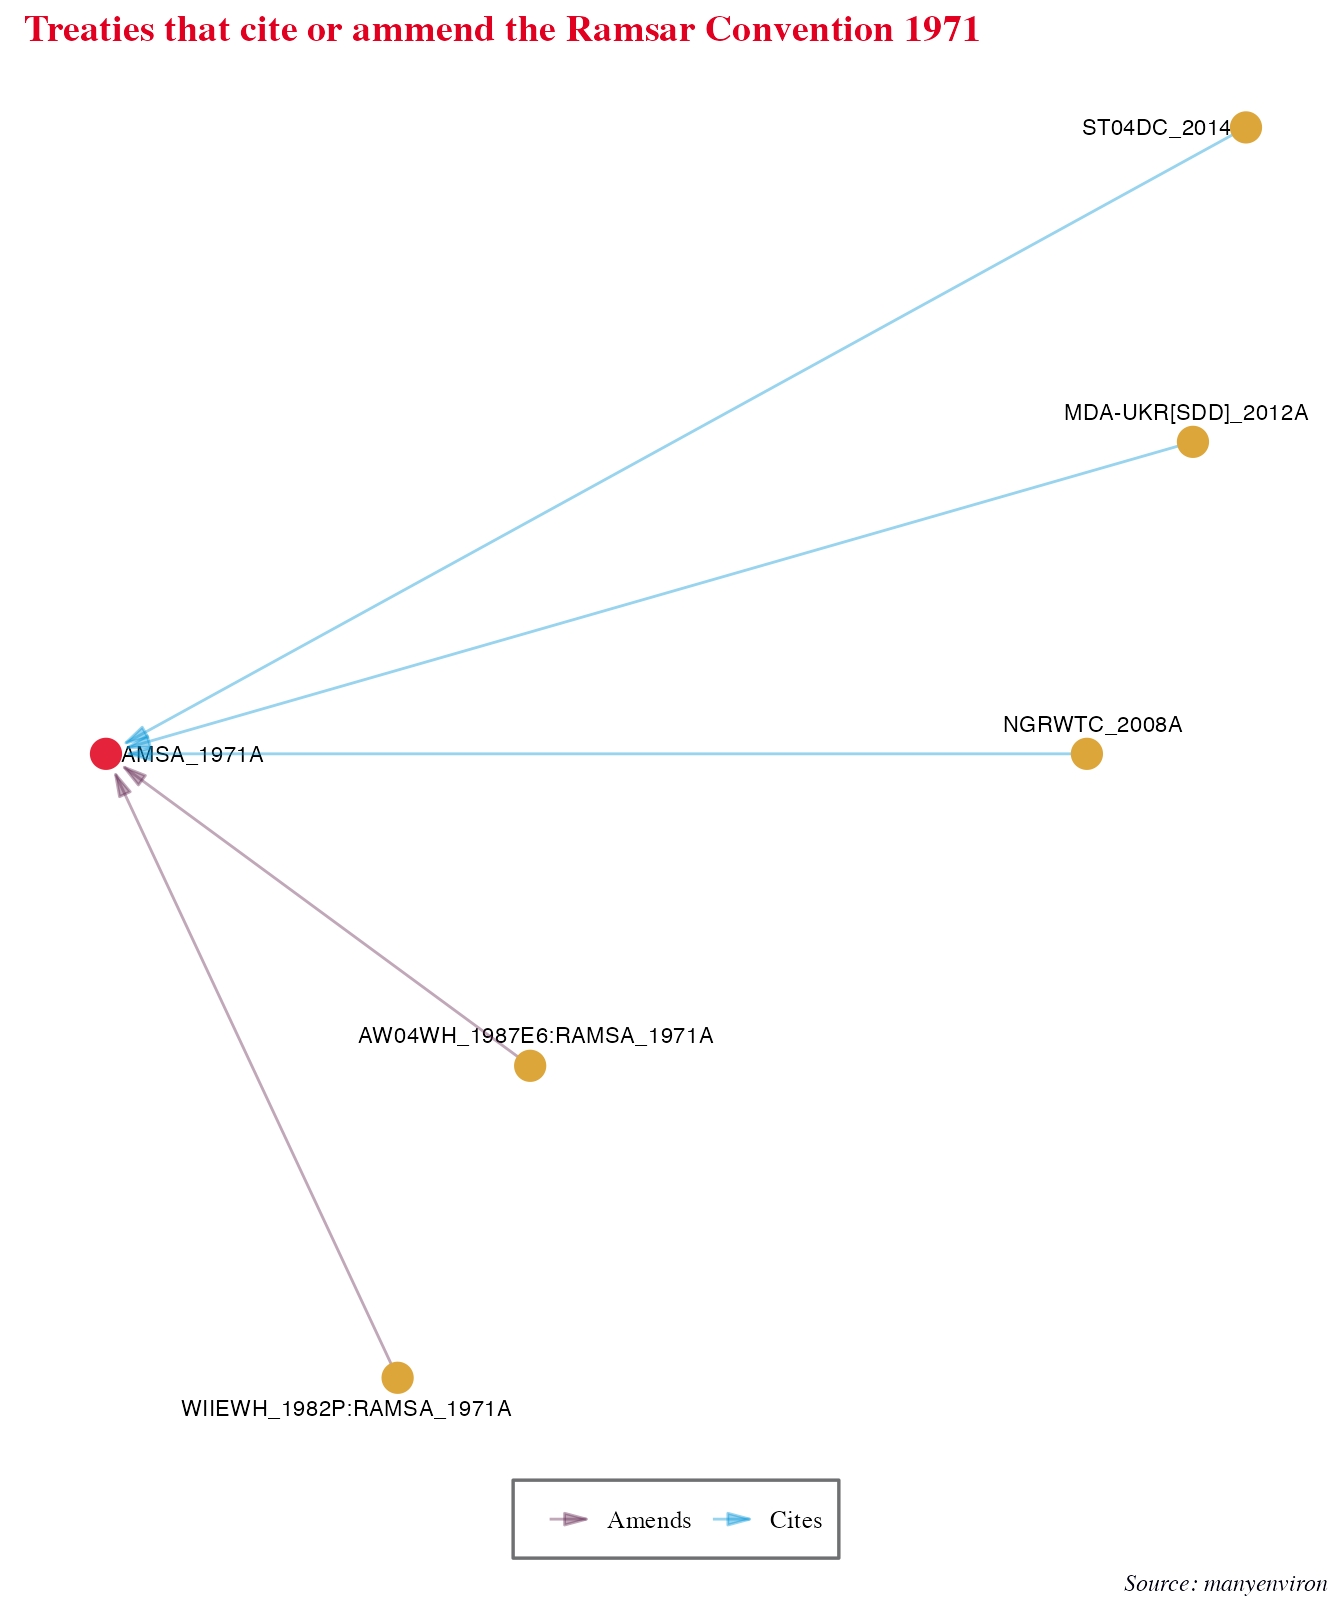 Treaties that cite or ammend the Ramsar Convention 1971
ST04DC_2014
MDA-UKR[SDD]_2012A
NGRWTC_2008A
AMSA_1971A
AW04WH_1987E6:RAMSA_1971A
WIIEWH_1982P:RAMSA_1971A
Amends Cites
Source: manyenviron